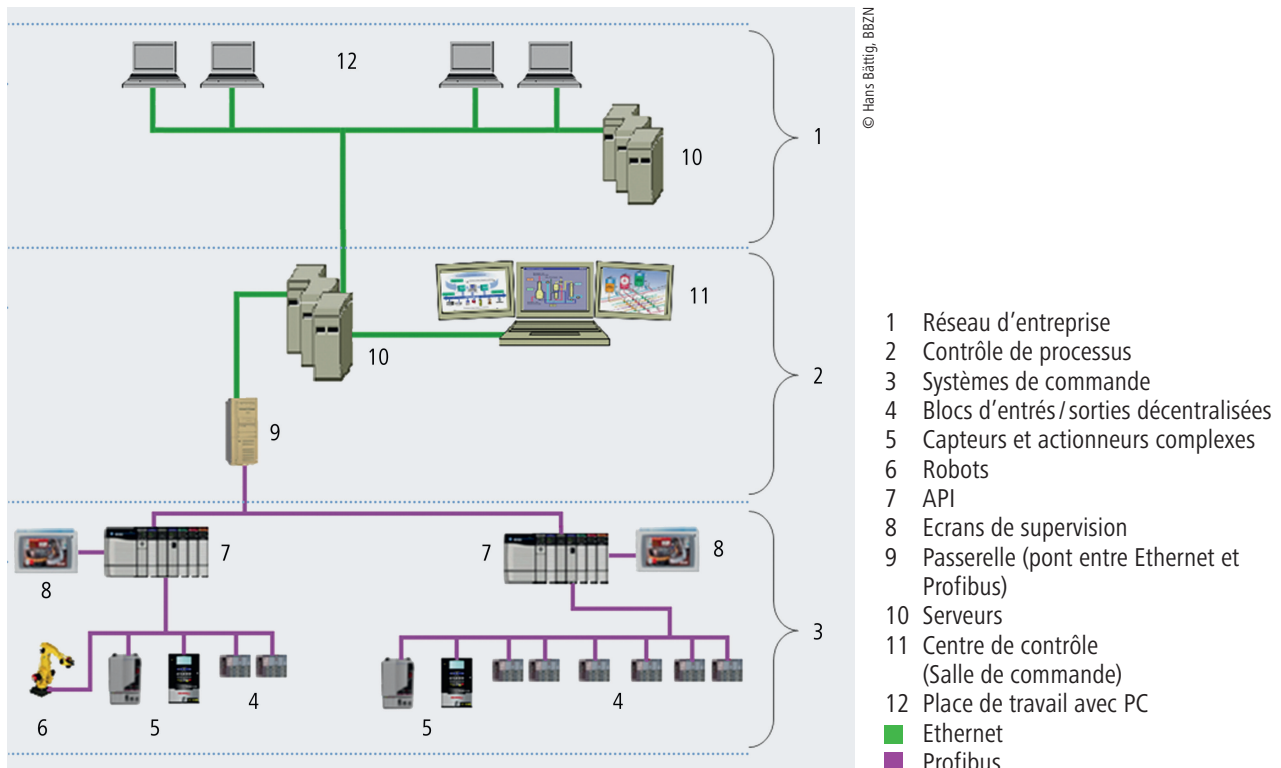 © Hans Bättig, BBZN
12
10
1
11
10
9
2
7
8
7
8
3
4
4
6
5
5
1 Réseau d'entreprise
2 Contrôle de processus
3 Systèmes de commande
4 Blocs d'entrés / sorties décentralisées
5 Capteurs et actionneurs complexes
6 Robots
7 API
8 Ecrans de supervision
9 Passerelle (pont entre Ethernet et
Profibus)
10 Serveurs
11 Centre de contrôle
(Salle de commande)
12 Place de travail avec PC
Ethernet
Profibus